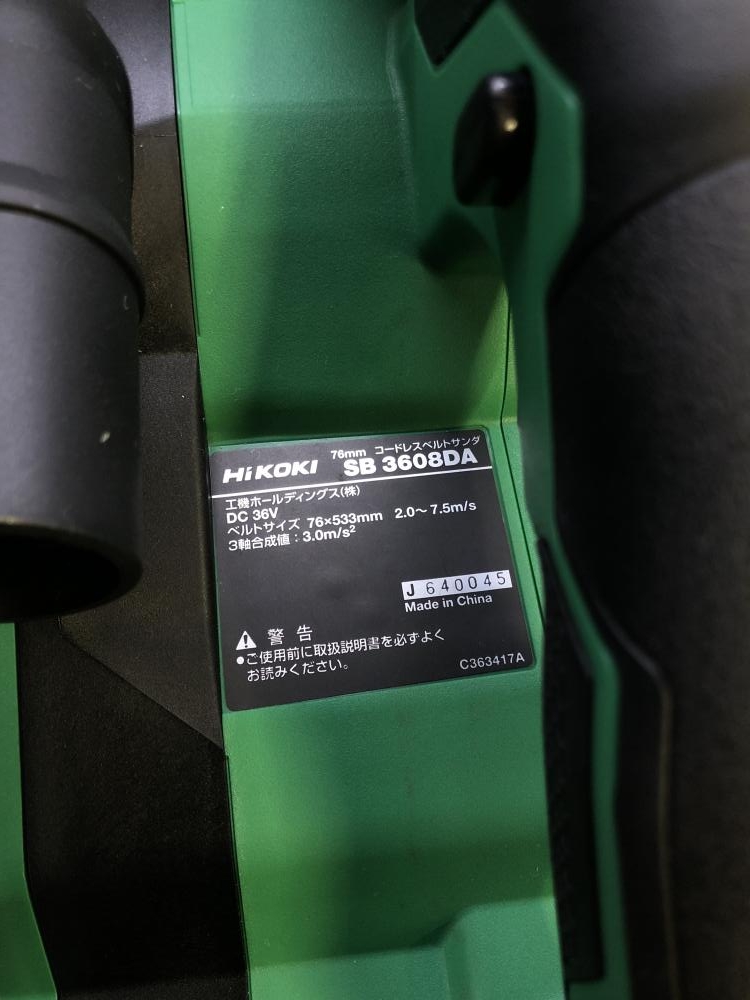 76mm コードレスベルトサンダ
HiKOKI SB 3608DA
工機ホールディングス(株)
DC 36V
ベルトサイズ 76×533mm 2.0～7.5m/s
3軸合成値：3.0m/s²
J 640045
Made in China
警告
●ご使用前に取扱説明書を必ずよく
お読みください。
C363417A